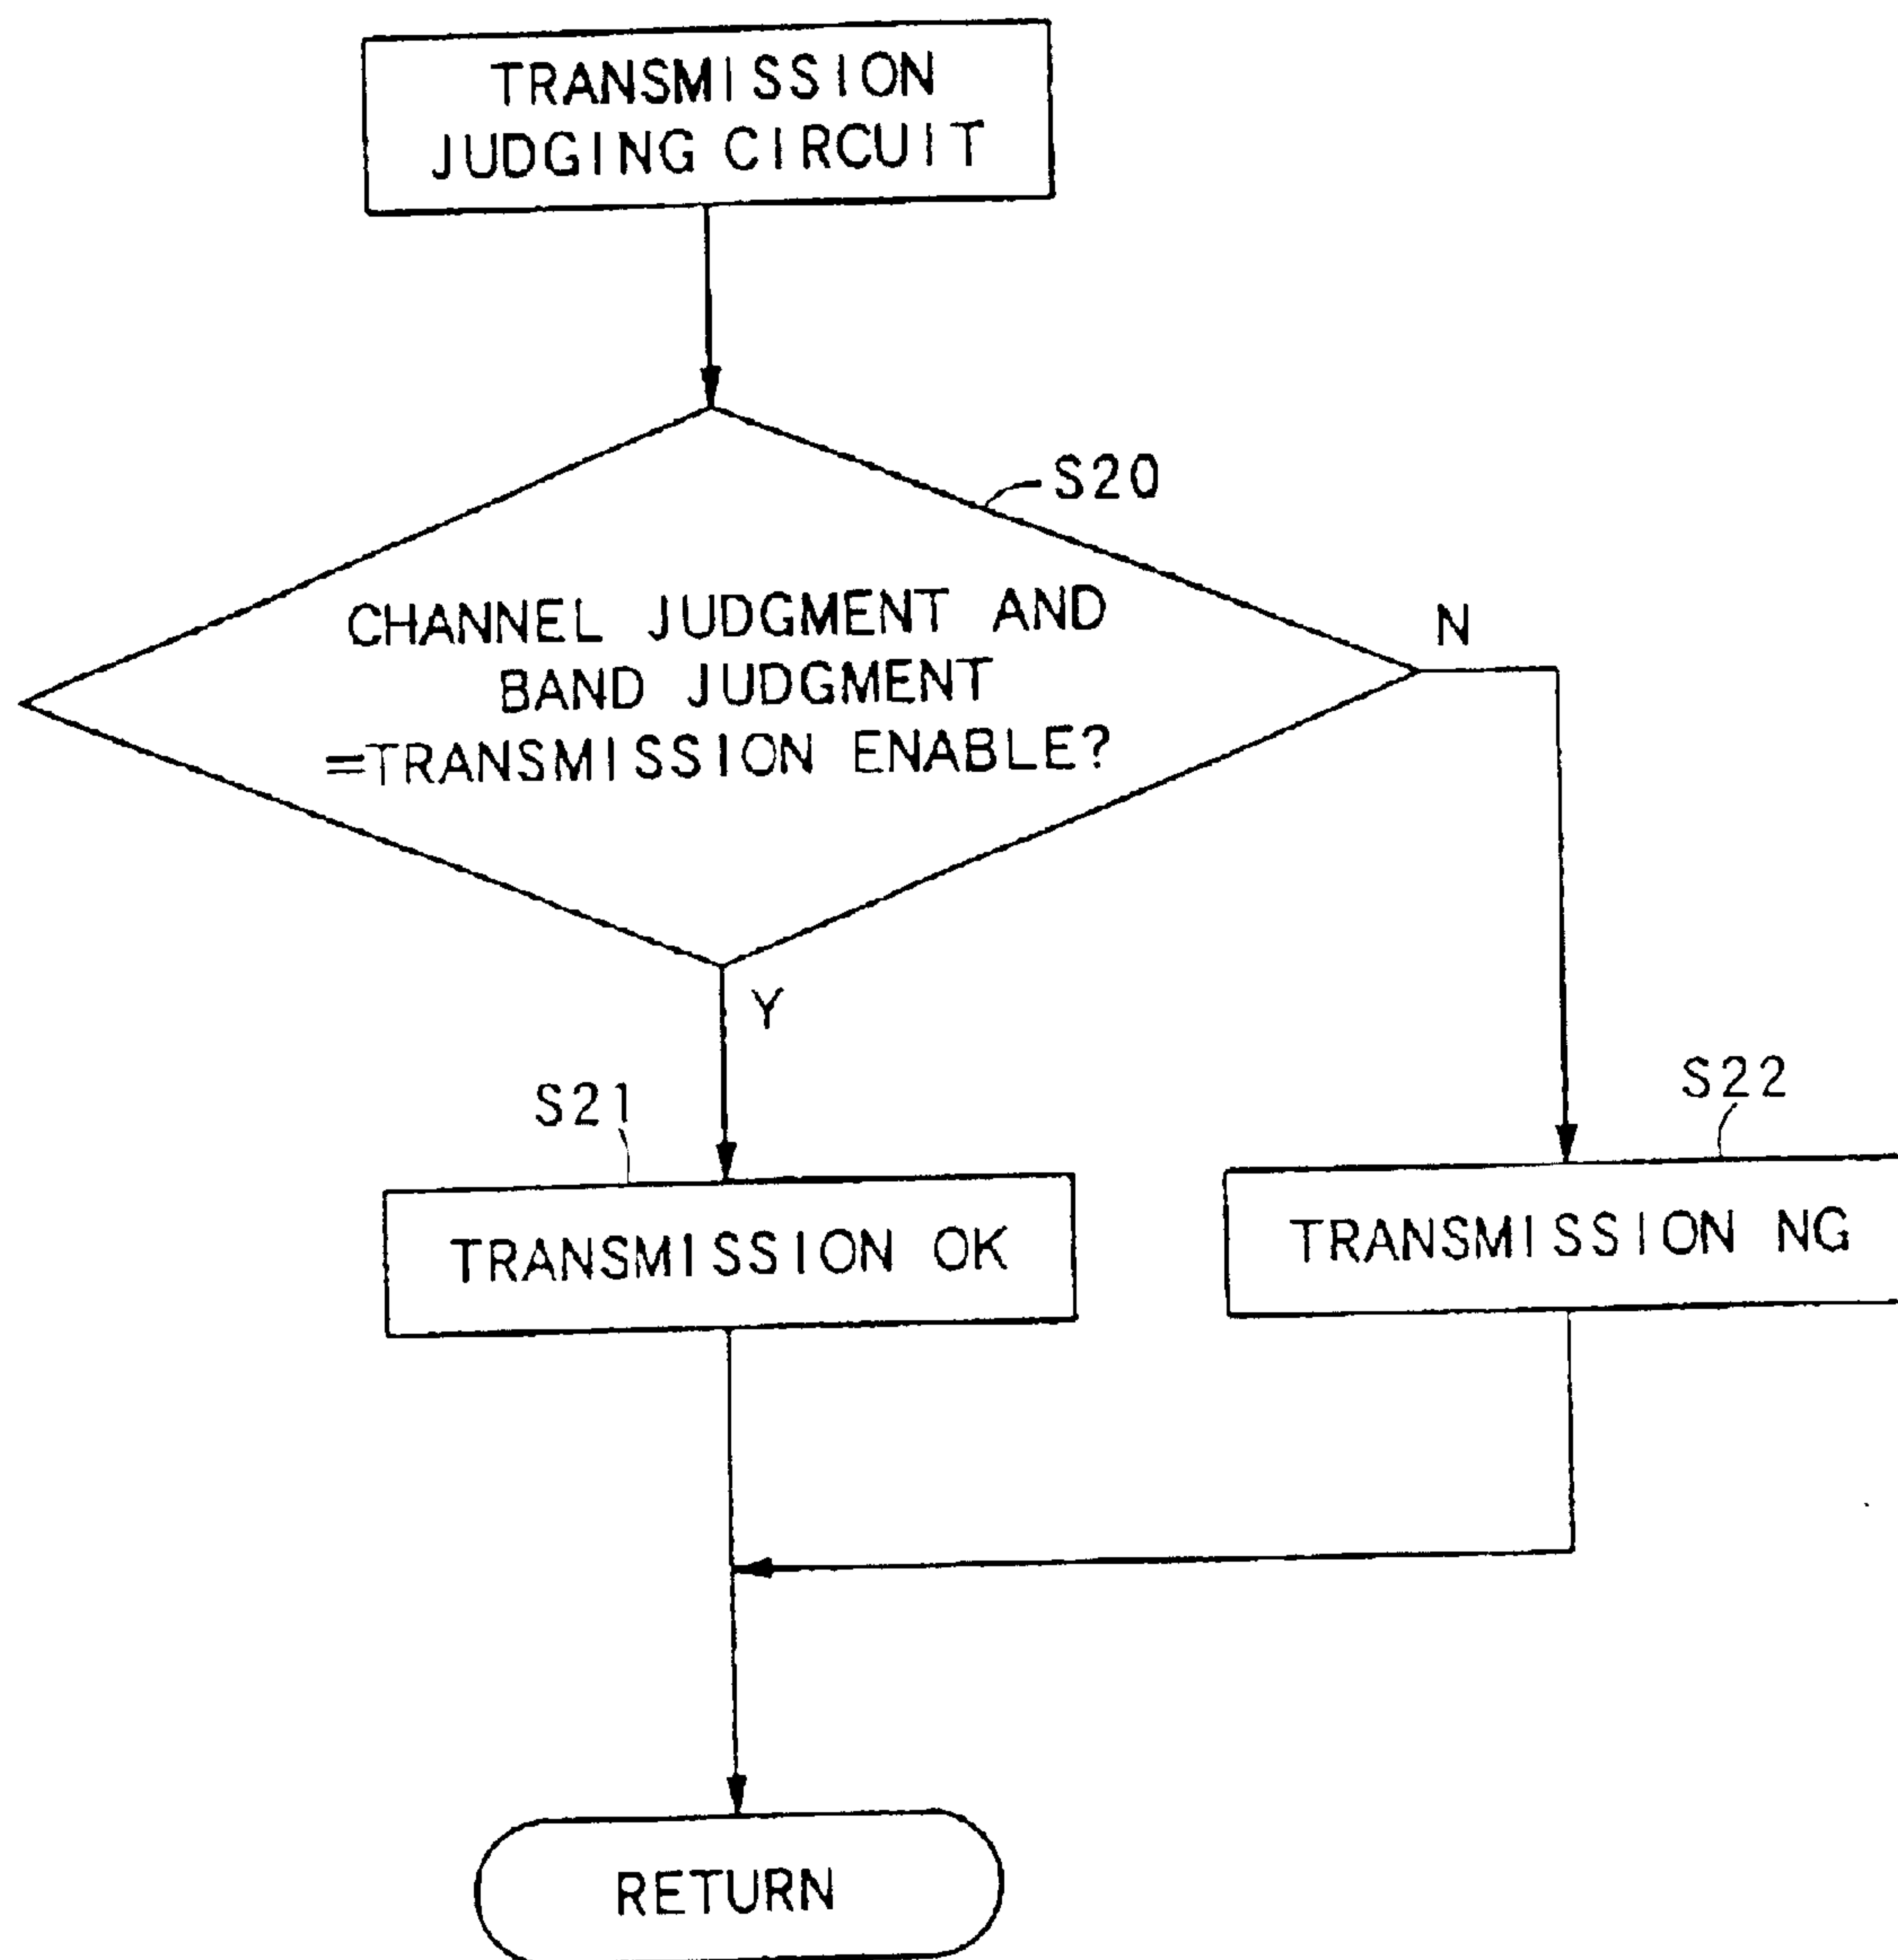 TRANSMISSION
JUDGING CIRCUIT
S20
CHANNEL JUDGMENT AND
BAND JUDGMENT
=TRANSMISSION ENABLE?
N
Y
S21
S22
TRANSMISSION OK
TRANSMISSION NG
RETURN